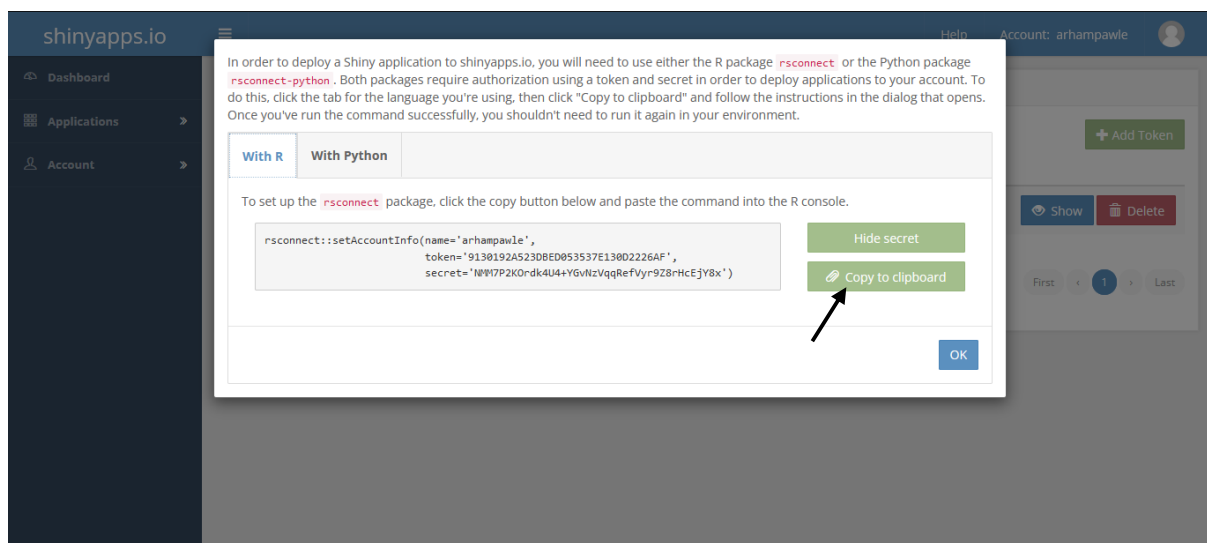 shinyapps.io
Help Account: arhampawle
Dashboard
Applications
Account
In order to deploy a Shiny application to shinyapps.io, you will need to use either the R package rsconnect or the Python package
rsconnect-python. Both packages require authorization using a token and secret in order to deploy applications to your account. To
do this, click the tab for the language you're using, then click "Copy to clipboard" and follow the instructions in the dialog that opens.
Once you've run the command successfully, you shouldn't need to run it again in your environment.
+ Add Token
With R With Python
To set up the rsconnect package, click the copy button below and paste the command into the R console.
Show Delete
rsconnect::setAccountInfo(name='arhampawle',
token='9130192A523DBED053537E130D2226AF',
secret='NMM7P2KOrdk4U4+YGvNzVqqRefVyr9Z8rHcEjY8x')
Hide secret
Copy to clipboard
First ‹ 1 › Last
OK